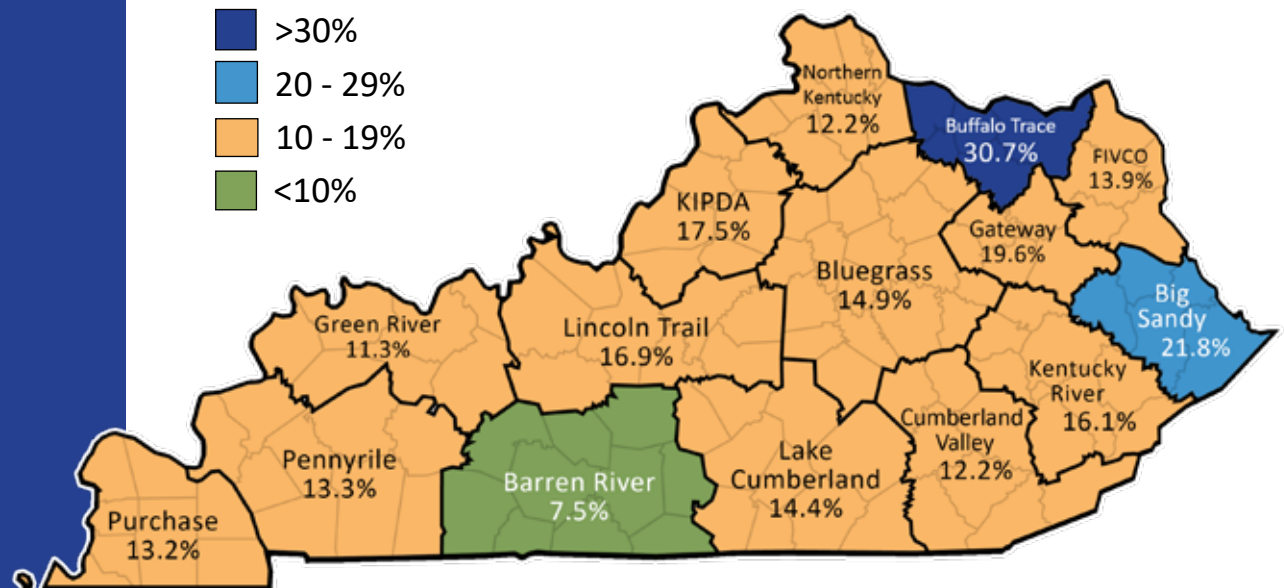 >30%
20 - 29%
10 - 19%
<10%
Northern
Kentucky
12.2%
Buffalo Trace
30.7%
FIVCO
13.9%
KIPDA
17.5%
Gateway
19.6%
Bluegrass
14.9%
Big
Sandy
21.8%
Green River
11.3%
Lincoln Trail
16.9%
Kentucky
River
16.1%
Cumberland
Valley
12.2%
Pennyrile
13.3%
Barren River
7.5%
Lake
Cumberland
14.4%
Purchase
13.2%